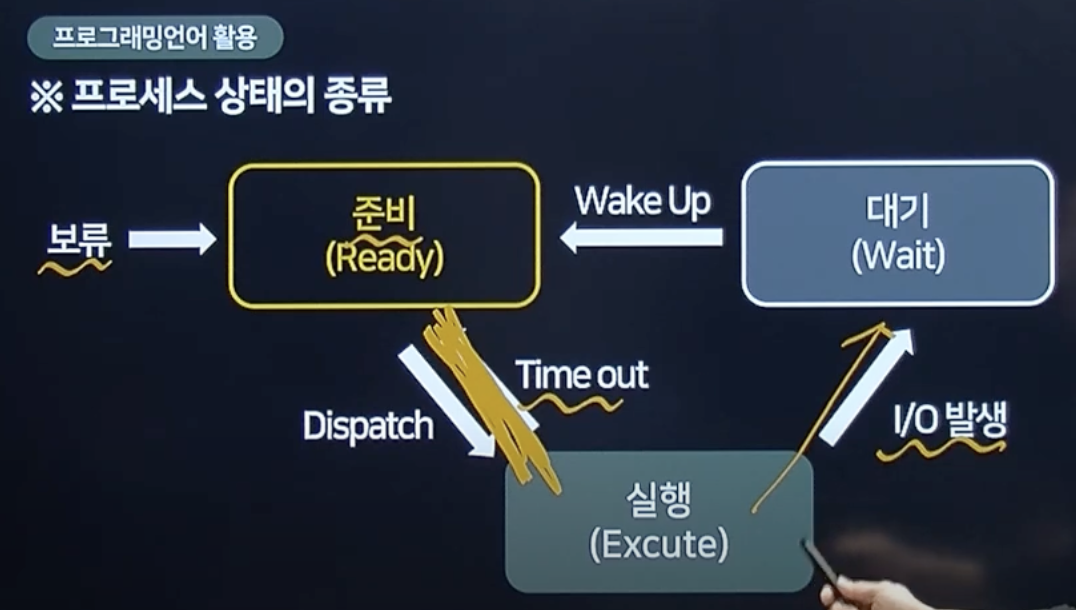 프로그래밍언어 활용
※ 프로세스 상태의 종류
보류
준비
(Ready)
Wake Up
대기
(Wait)
Dispatch
Time out
I/O 발생
실행
(Excute)